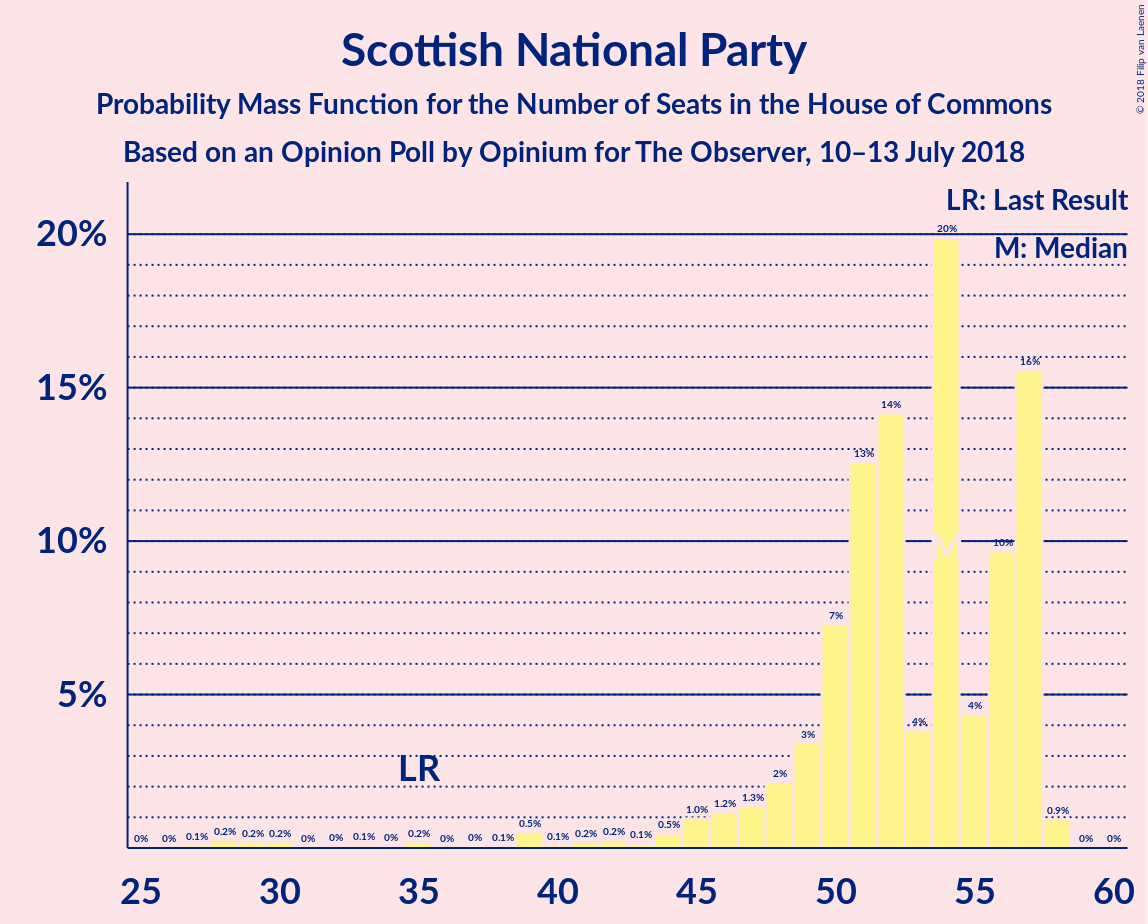 Scottish National Party
Probability Mass Function for the Number of Seats in the House of Commons
Based on an Opinion Poll by Opinium for The Observer, 10–13 July 2018
© 2018 Filip van Laenen
LR: Last Result
M: Median
20%
15%
10%
5%
LR
0% 0% 0.1% 0.2% 0.2% 0.2% 0% 0% 0.1% 0% 0.2% 0% 0% 0.1% 0.5% 0.1% 0.2% 0.2% 0.1% 0.5% 1.0% 1.2% 1.3% 2% 3% 7% 13% 14% 4% 20% 4% 10% 16% 0.9% 0% 0%
25 30 35 40 45 50 55 60